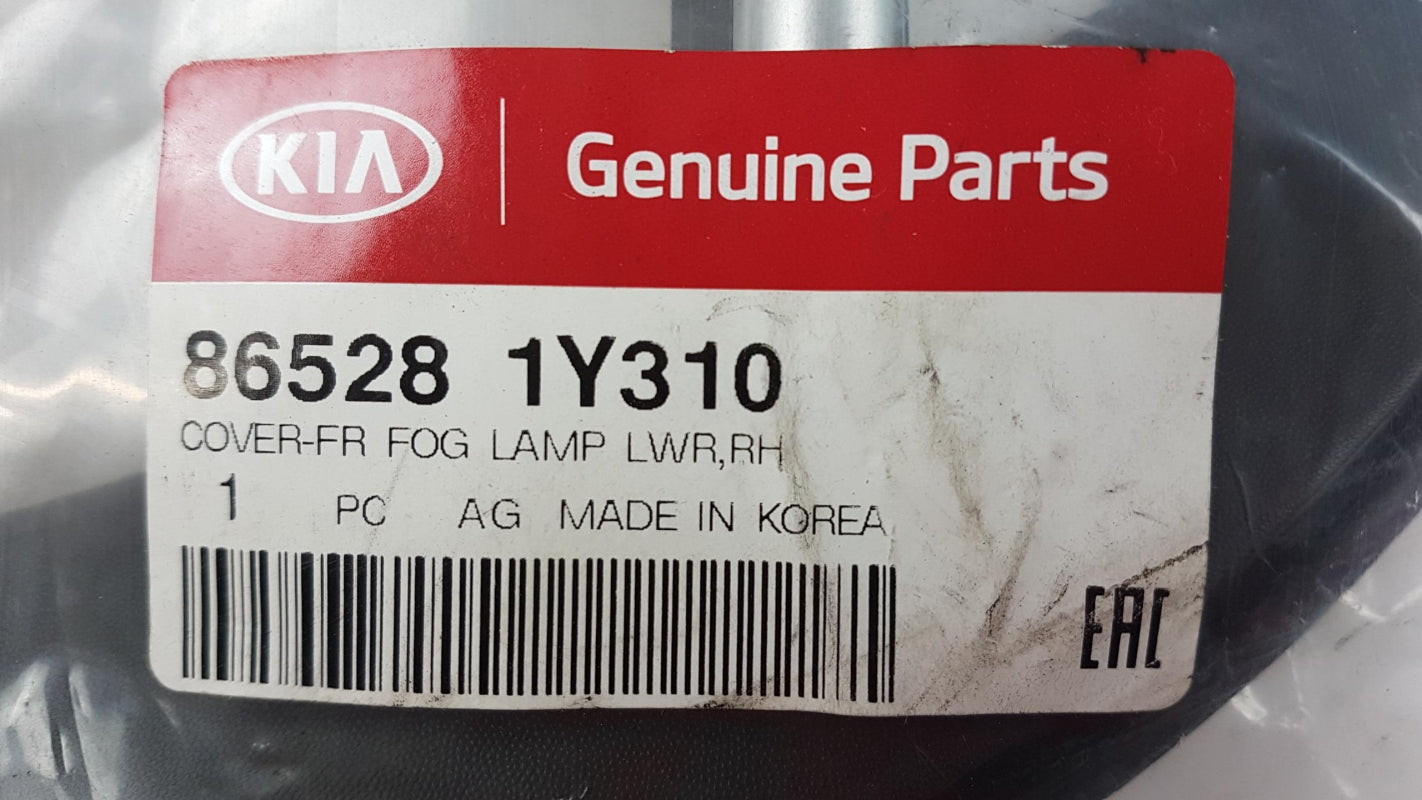 KIA Genuine Parts
86528 1Y310
COVER-FR FOG LAMP LWR,RH
1 PC AG MADE IN KOREA
EAC